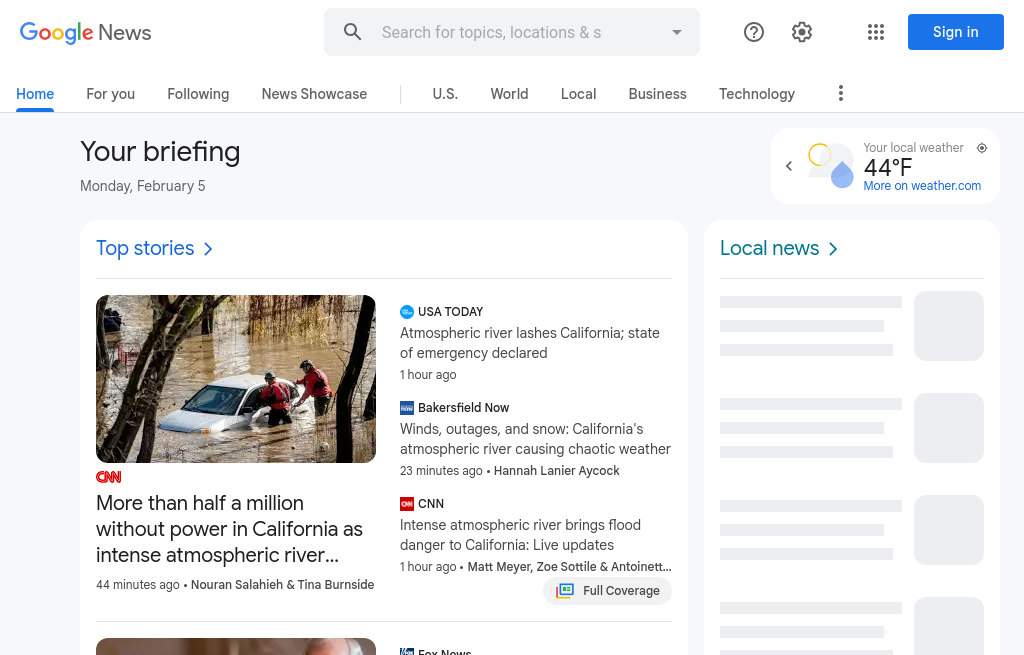 Google News
Search for topics, locations & s
Sign in
Home
For you
Following
News Showcase
U.S.
World
Local
Business
Technology
Your briefing
Monday, February 5
Your local weather
44°F
More on weather.com
Top stories
CNN
More than half a million
without power in California as
intense atmospheric river...
44 minutes ago • Nouran Salahieh & Tina Burnside
USA TODAY
Atmospheric river lashes California; state
of emergency declared
1 hour ago
Bakersfield Now
Winds, outages, and snow: California's
atmospheric river causing chaotic weather
23 minutes ago • Hannah Lanier Aycock
CNN
Intense atmospheric river brings flood
danger to California: Live updates
1 hour ago • Matt Meyer, Zoe Sottile & Antoinett...
Full Coverage
Fox News
Local news